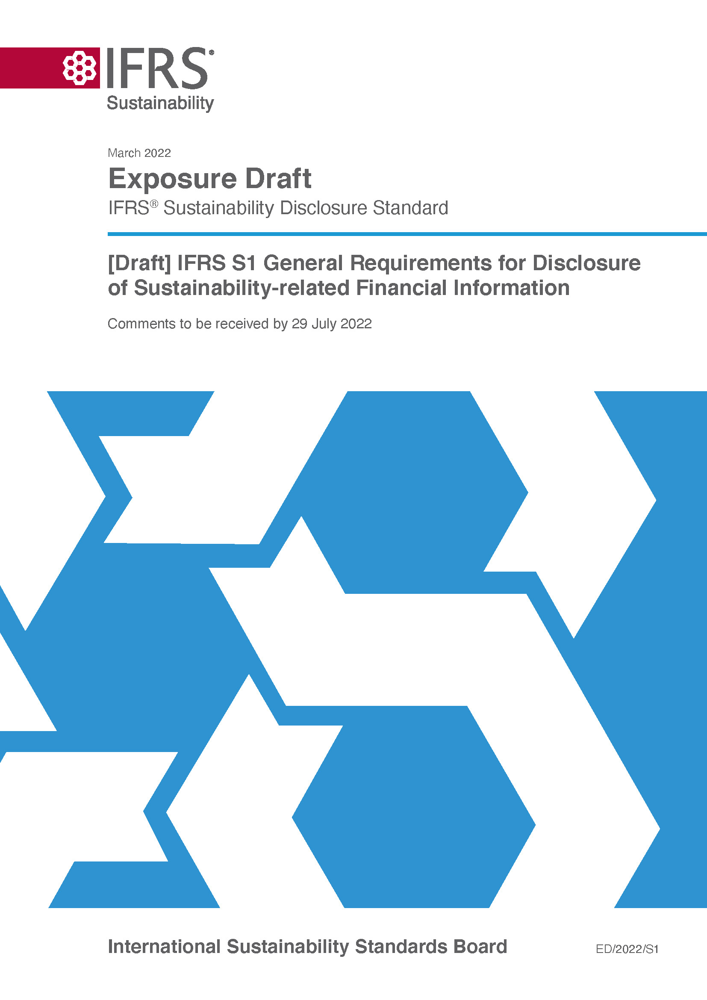 IFRS®
Sustainability
March 2022
Exposure Draft
IFRS® Sustainability Disclosure Standard
[Draft] IFRS S1 General Requirements for Disclosure
of Sustainability-related Financial Information
Comments to be received by 29 July 2022
International Sustainability Standards Board
ED/2022/S1